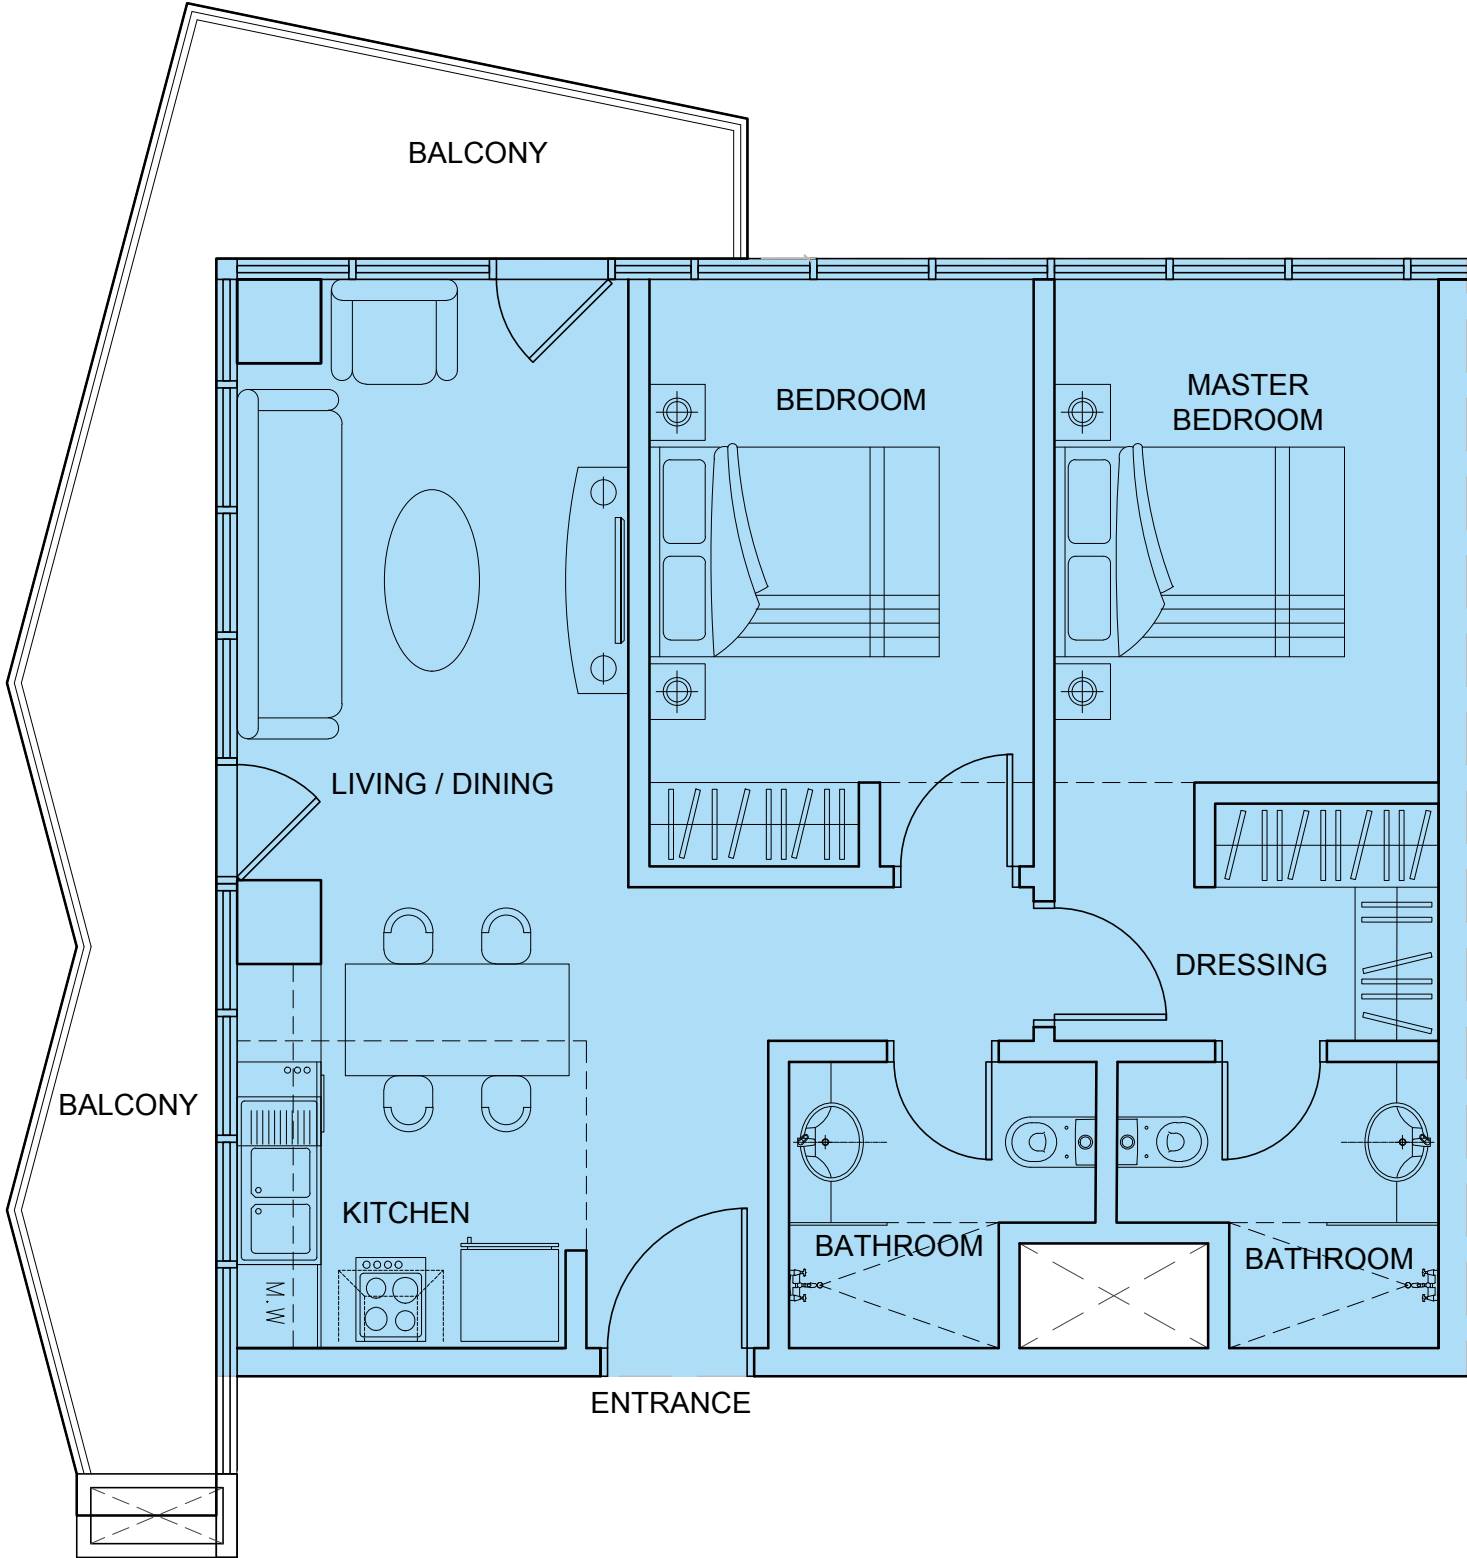 BALCONY
MASTER
BEDROOM
BEDROOM
LIVING / DINING
DRESSING
BALCONY
KITCHEN
BATHROOM
BATHROOM
M.W
ENTRANCE